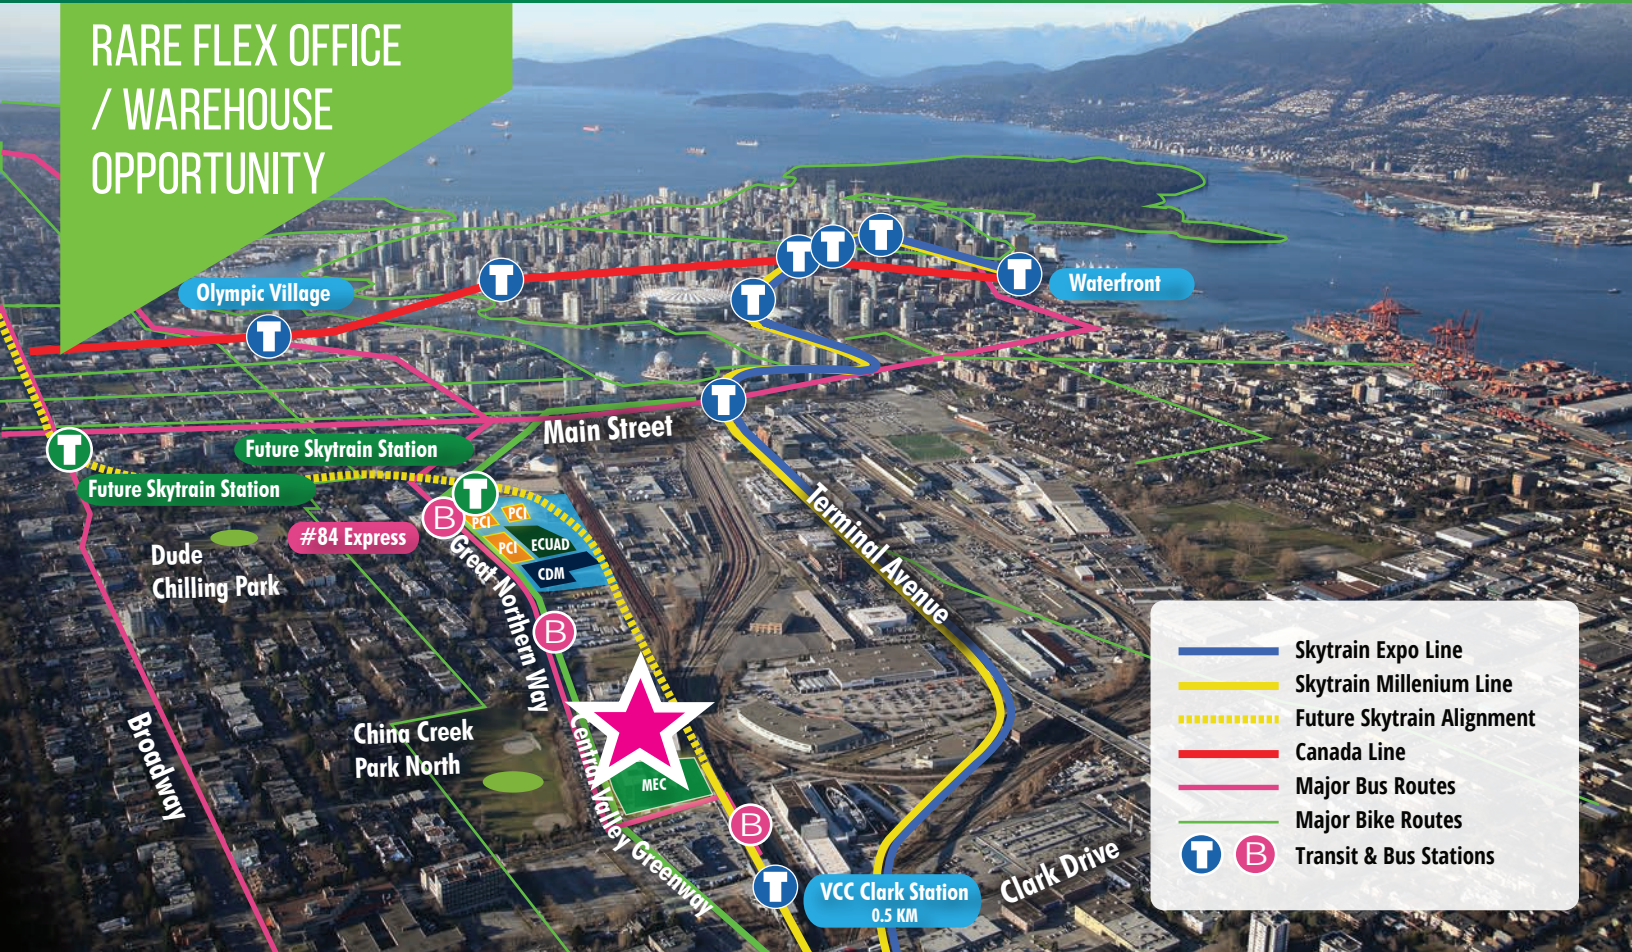 RARE FLEX OFFICE
/ WAREHOUSE
OPPORTUNITY
T
T
T
T
T
T
Waterfront
Olympic Village
T
T
Main Street
T
Future Skytrain Station
Future Skytrain Station
T
B
#84 Express
PCI
PCI
PCI
ECUAD
CDM
Dude
Chilling Park
Great Northern Way
B
Terminal Avenue
Broadway
China Creek
Park North
Central Valley Greenway
MEC
B
T
VCC Clark Station
0.5 KM
Clark Drive
Skytrain Expo Line
Skytrain Millenium Line
Future Skytrain Alignment
Canada Line
Major Bus Routes
Major Bike Routes
T B Transit & Bus Stations